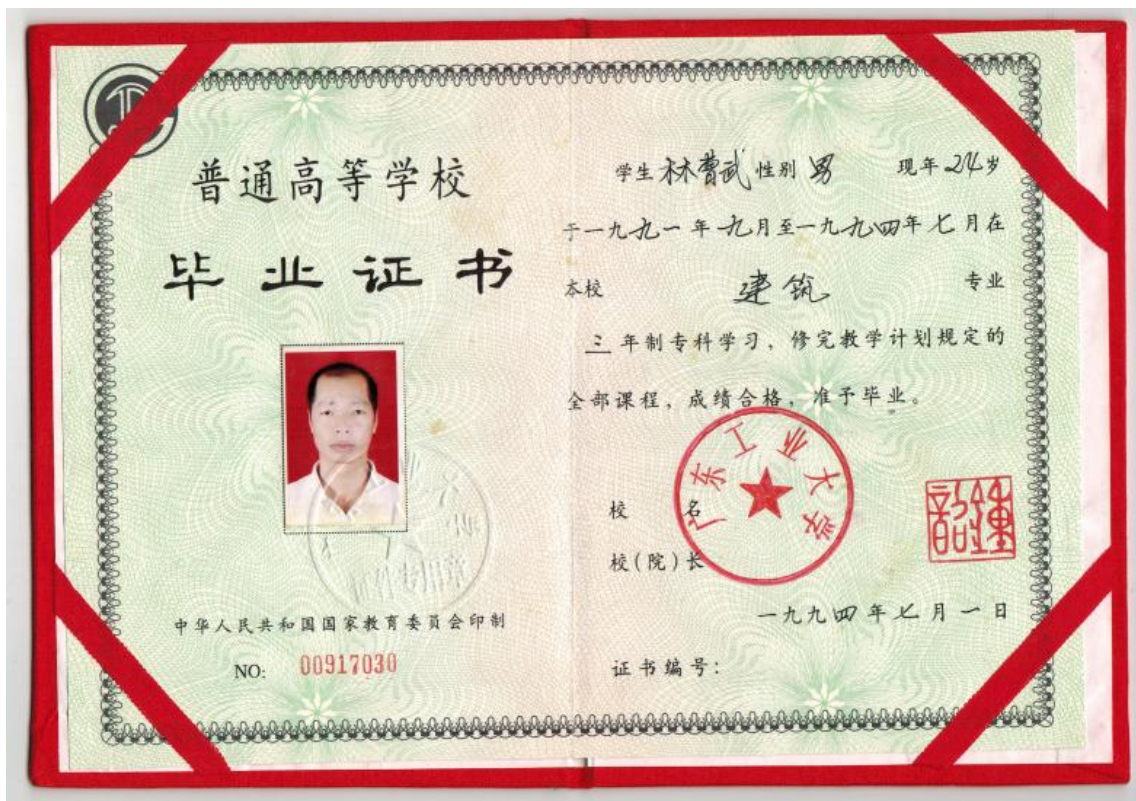 普通高等学校
毕业证书
中华人民共和国国家教育委员会印制
NO: 00917030
学生 林曹武 性别 男 现年 24 岁
于一九九一年九月至一九九四年七月在
本校 建筑 专业
三年制专科学习，修完教学计划规定的
全部课程，成绩合格，准予毕业。
广东工业大学
校名
校(院)长
一九九四年七月一日
证书编号：